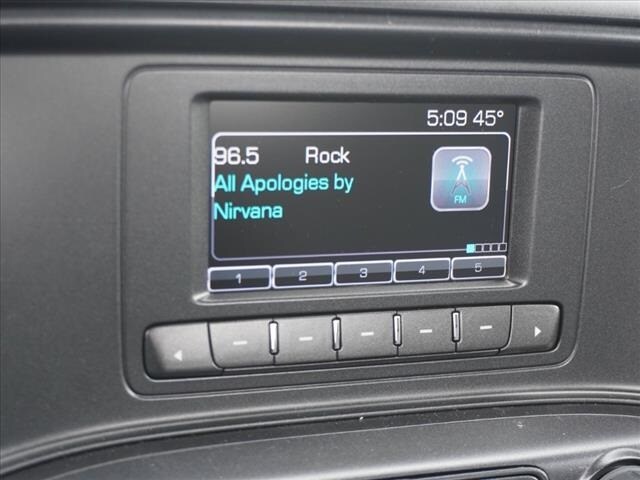 5:09 45°
96.5 Rock
All Apologies by
Nirvana
FM
1 2 3 4 5